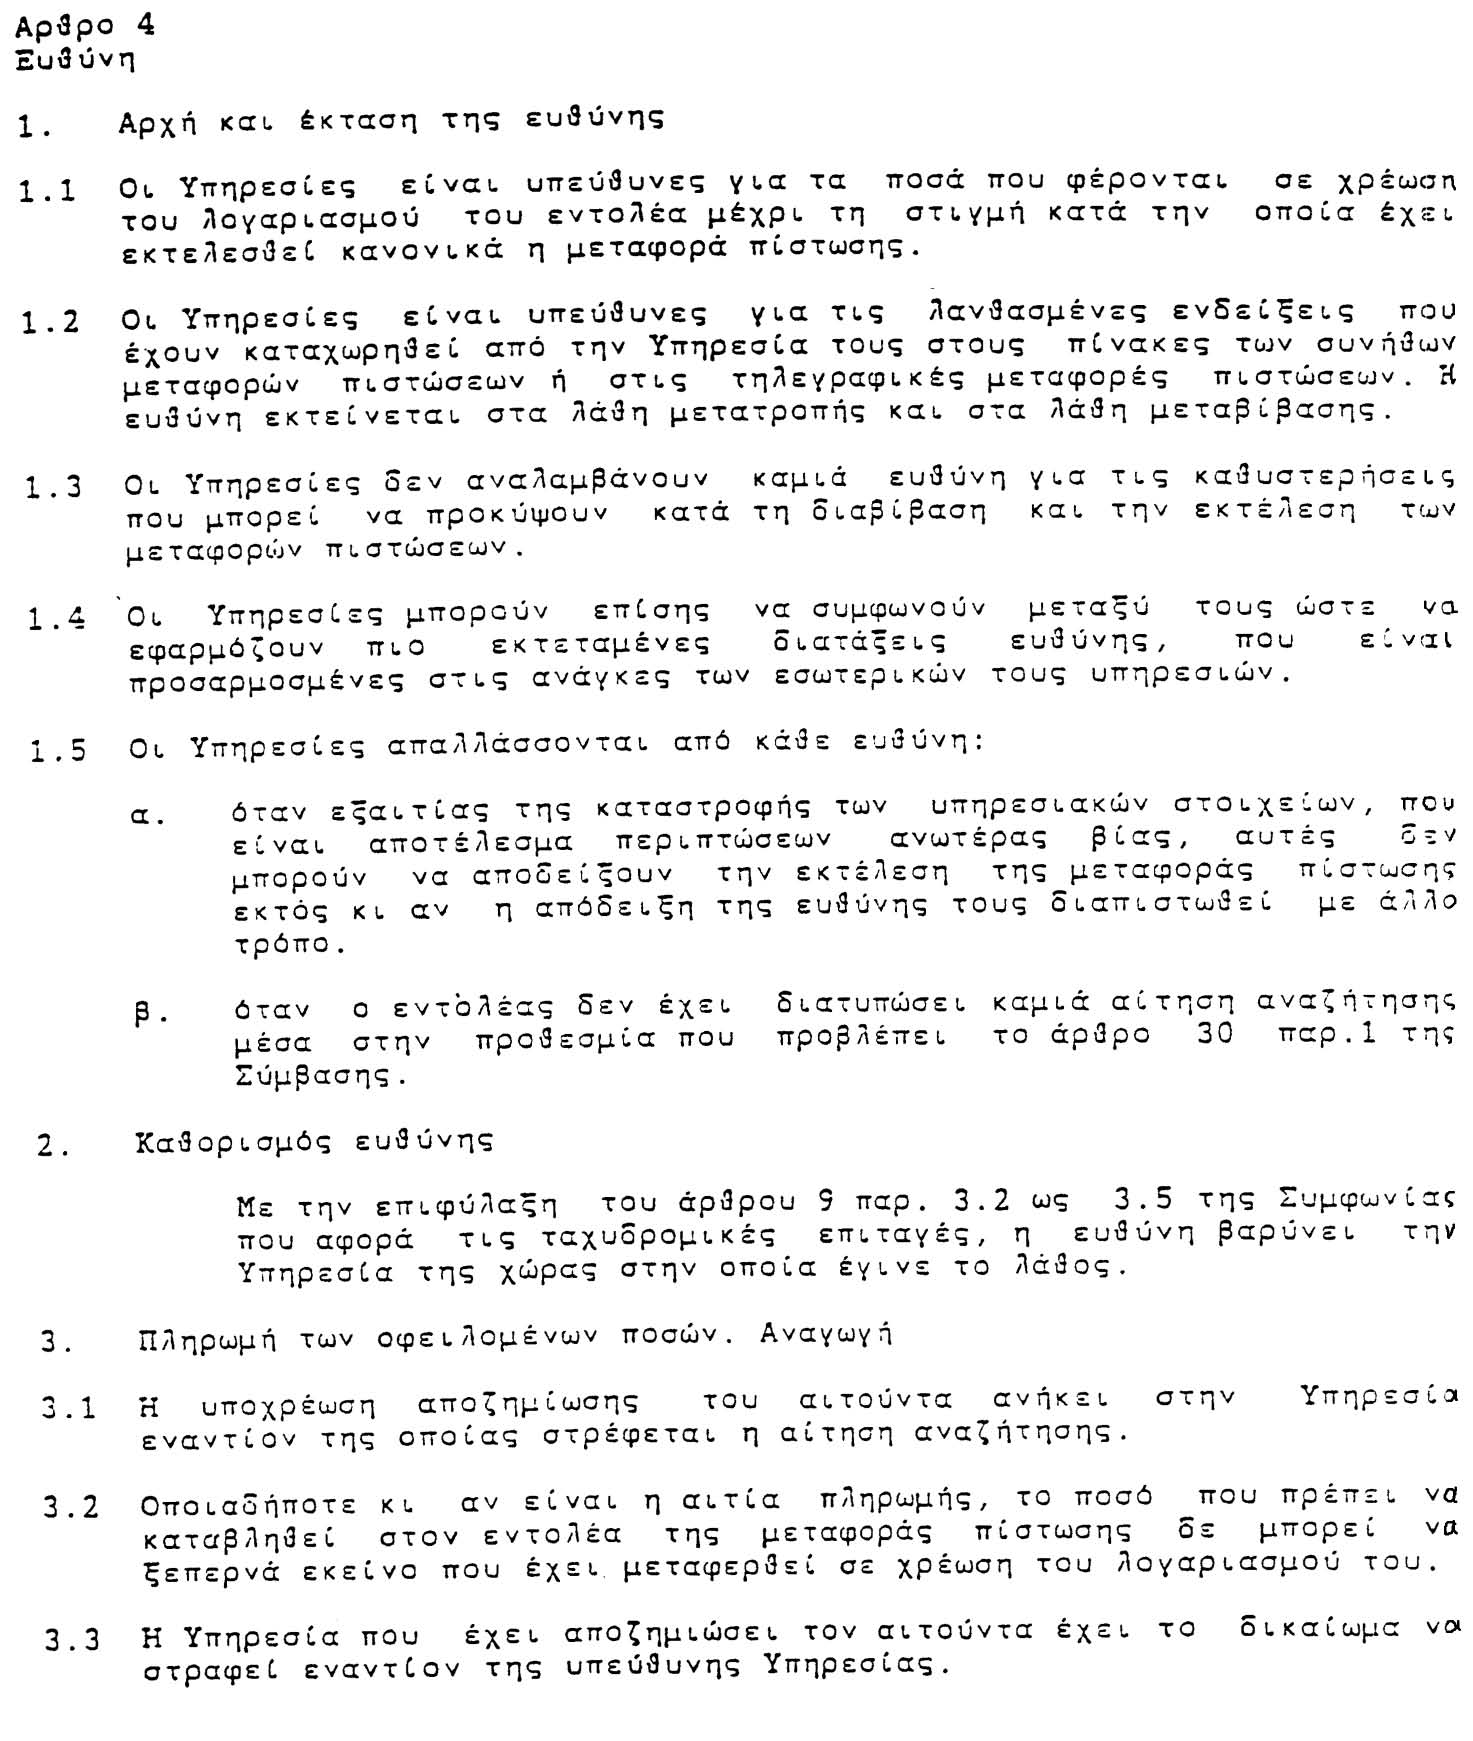 Αρθρο 4
Ευθύνη
1. Αρχή και έκταση της ευθύνης
1.1 Οι Υπηρεσίες είναι υπεύθυνες για τα ποσά που φέρονται σε χρέωση
του λογαριασμού του εντολέα μέχρι τη στιγμή κατά την οποία έχει
εκτελεσθεί κανονικά η μεταφορά πίστωσης.
1.2 Οι Υπηρεσίες είναι υπεύθυνες για τις λανθασμένες ενδείξεις που
έχουν καταχωρηθεί από την Υπηρεσία τους στους πίνακες των συνήθων
μεταφορών πιστώσεων ή στις τηλεγραφικές μεταφορές πιστώσεων. Η
ευθύνη εκτείνεται στα λάθη μετατροπής και στα λάθη μεταβίβασης.
1.3 Οι Υπηρεσίες δεν αναλαμβάνουν καμιά ευθύνη για τις καθυστερήσεις
που μπορεί να προκύψουν κατά τη διαβίβαση και την εκτέλεση των
μεταφορών πιστώσεων.
1.4 Οι Υπηρεσίες μπορούν επίσης να συμφωνούν μεταξύ τους ώστε να
εφαρμόζουν πιο εκτεταμένες διατάξεις ευθύνης, που είναι
προσαρμοσμένες στις ανάγκες των εσωτερικών τους υπηρεσιών.
1.5 Οι Υπηρεσίες απαλλάσσονται από κάθε ευθύνη:
α. όταν εξαιτίας της καταστροφής των υπηρεσιακών στοιχείων, που
είναι αποτέλεσμα περιπτώσεων ανωτέρας βίας, αυτές δεν
μπορούν να αποδείξουν την εκτέλεση της μεταφοράς πίστωσης
εκτός κι αν η απόδειξη της ευθύνης τους διαπιστωθεί με άλλο
τρόπο.
β. όταν ο εντολέας δεν έχει διατυπώσει καμιά αίτηση αναζήτησης
μέσα στην προθεσμία που προβλέπει το άρθρο 30 παρ.1 της
Σύμβασης.
2. Καθορισμός ευθύνης
Με την επιφύλαξη του άρθρου 9 παρ. 3.2 ως 3.5 της Συμφωνίας
που αφορά τις ταχυδρομικές επιταγές, η ευθύνη βαρύνει την
Υπηρεσία της χώρας στην οποία έγινε το λάθος.
3. Πληρωμή των οφειλομένων ποσών. Αναγωγή
3.1 Η υποχρέωση αποζημίωσης του αιτούντα ανήκει στην Υπηρεσία
εναντίον της οποίας στρέφεται η αίτηση αναζήτησης.
3.2 Οποιαδήποτε κι αν είναι η αιτία πληρωμής, το ποσό που πρέπει να
καταβληθεί στον εντολέα της μεταφοράς πίστωσης δε μπορεί να
ξεπερνά εκείνο που έχει μεταφερθεί σε χρέωση του λογαριασμού του.
3.3 Η Υπηρεσία που έχει αποζημιώσει τον αιτούντα έχει το δικαίωμα να
στραφεί εναντίον της υπεύθυνης Υπηρεσίας.